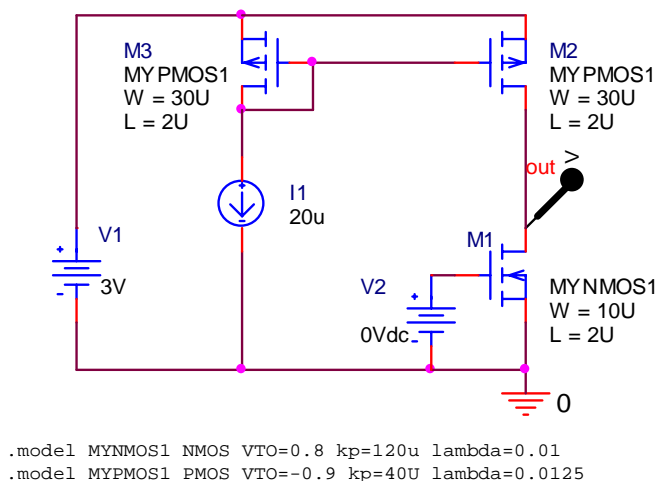 M3
MYPMOS1
W = 30U
L = 2U
M2
MYPMOS1
W = 30U
L = 2U
out
V
I1
20u
V1
3V
V2
0Vdc
M1
MYNMOS1
W = 10U
L = 2U
0
.model MYNMOS1 NMOS VTO=0.8 kp=120u lambda=0.01
.model MYPMOS1 PMOS VTO=-0.9 kp=40U lambda=0.0125